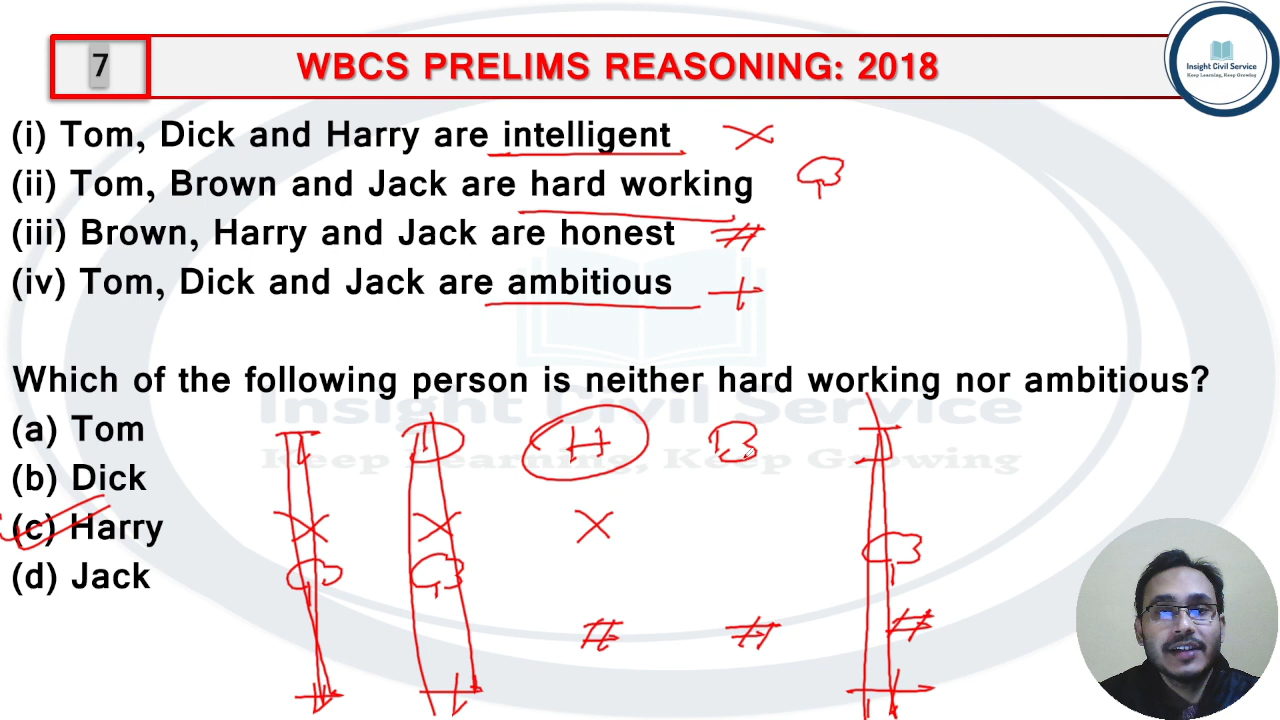 7
WBCS PRELIMS REASONING: 2018
Insight Civil Service
Keep Learning, Keep Growing
(i) Tom, Dick and Harry are intelligent
(ii) Tom, Brown and Jack are hard working
(iii) Brown, Harry and Jack are honest
(iv) Tom, Dick and Jack are ambitious
Which of the following person is neither hard working nor ambitious?
Insight Civil Service
(a) Tom
T D H B J
Keep Learning, Keep Growing
(b) Dick
(c) Harry
(d) Jack